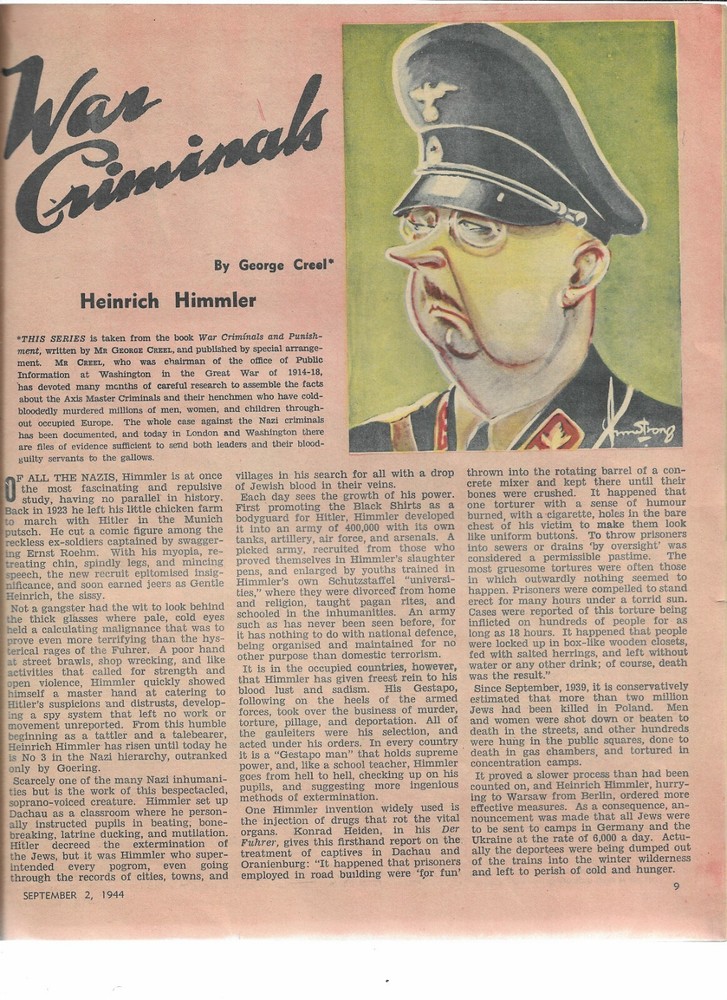 War
Criminals
By George Creel*
Heinrich Himmler
*THIS SERIES is taken from the book War Criminals and Punish-
ment, written by MR GEORGE CREEL, and published by special arrange-
ment. MR CREEL, who was chairman of the office of Public
Information at Washington in the Great War of 1914-18,
has devoted many months of careful research to assemble the facts
about the Axis Master Criminals and their henchmen who have cold-
bloodedly murdered millions of men, women, and children through-
out occupied Europe. The whole case against the Nazi criminals
has been documented, and today in London and Washington there
are files of evidence sufficient to send both leaders and their blood-
guilty servants to the gallows.
Armstrong
OF ALL THE NAZIS, Himmler is at once
the most fascinating and repulsive
study, having no parallel in history.
Back in 1923 he left his little chicken farm
to march with Hitler in the Munich
putsch. He cut a comic figure among the
reckless ex-soldiers captained by swagger-
ing Ernst Roehm. With his myopia, re-
treating chin, spindly legs, and mincing
speech, the new recruit epitomised insig-
nificance, and soon earned jeers as Gentle
Heinrich, the sissy.
Not a gangster had the wit to look behind
the thick glasses where pale, cold eyes
held a calculating malignance that was to
prove even more terrifying than the hys-
terical rages of the Fuhrer. A poor hand
at street brawls, shop wrecking, and like
activities that called for strength and
open violence, Himmler quickly showed
himself a master hand at catering to
Hitler's suspicions and distrusts, develop-
ing a spy system that left no work or
movement unreported. From this humble
beginning as a tattler and a talebearer,
Heinrich Himmler has risen until today he
is No 3 in the Nazi hierarchy, outranked
only by Goering.
Scarcely one of the many Nazi inhumani-
ties but is the work of this bespectacled,
soprano-voiced creature. Himmler set up
Dachau as a classroom where he person-
ally instructed pupils in beating, bone-
breaking, latrine ducking, and mutilation.
Hitler decreed the extermination of
the Jews, but it was Himmler who super-
intended every pogrom, even going
through the records of cities, towns, and
villages in his search for all with a drop
of Jewish blood in their veins.
Each day sees the growth of his power.
First promoting the Black Shirts as a
bodyguard for Hitler, Himmler developed
it into an army of 400,000 with its own
tanks, artillery, air force, and arsenals. A
picked army, recruited from those who
proved themselves in Himmler's slaughter
pens, and enlarged by youths trained in
Himmler's own Schutzstaffel "universi-
ties," where they were divorced from home
and religion, taught pagan rites, and
schooled in the inhumanities. An army
such as has never been seen before, for
it has nothing to do with national defence,
being organised and maintained for no
other purpose than domestic terrorism.
It is in the occupied countries, however,
that Himmler has given freest rein to his
blood lust and sadism. His Gestapo,
following on the heels of the armed
forces, took over the business of murder,
torture, pillage, and deportation. All of
the gauleiters were his selection, and
acted under his orders. In every country
it is a "Gestapo man" that holds supreme
power, and, like a school teacher, Himmler
goes from hell to hell, checking up on his
pupils, and suggesting more ingenious
methods of extermination.
One Himmler invention widely used is
the injection of drugs that rot the vital
organs. Konrad Heiden, in his Der
Fuhrer, gives this firsthand report on the
treatment of captives in Dachau and
Oranienburg: "It happened that prisoners
employed in road building were 'for fun'
thrown into the rotating barrel of a con-
crete mixer and kept there until their
bones were crushed. It happened that
one torturer with a sense of humour
burned, with a cigarette, holes in the bare
chest of his victim to make them look
like uniform buttons. To throw prisoners
into sewers or drains 'by oversight' was
considered a permissible pastime. The
most gruesome tortures were often those
in which outwardly nothing seemed to
happen. Prisoners were compelled to stand
erect for many hours under a torrid sun.
Cases were reported of this torture being
inflicted on hundreds of people for as
long as 18 hours. It happened that people
were locked up in box-like wooden closets,
fed with salted herrings, and left without
water or any other drink; of course, death
was the result."
Since September, 1939, it is conservatively
estimated that more than two million
Jews had been killed in Poland. Men
and women were shot down or beaten to
death in the streets, and other hundreds
were hung in the public squares, done to
death in gas chambers, and tortured in
concentration camps.
It proved a slower process than had been
counted on, and Heinrich Himmler, hurry-
ing to Warsaw from Berlin, ordered more
effective measures. As a consequence, an-
nouncement was made that all Jews were
to be sent to camps in Germany and the
Ukraine at the rate of 6,000 a day. Actu-
ally the deportees were being dumped out
of the trains into the winter wilderness
and left to perish of cold and hunger.
SEPTEMBER 2, 1944
9